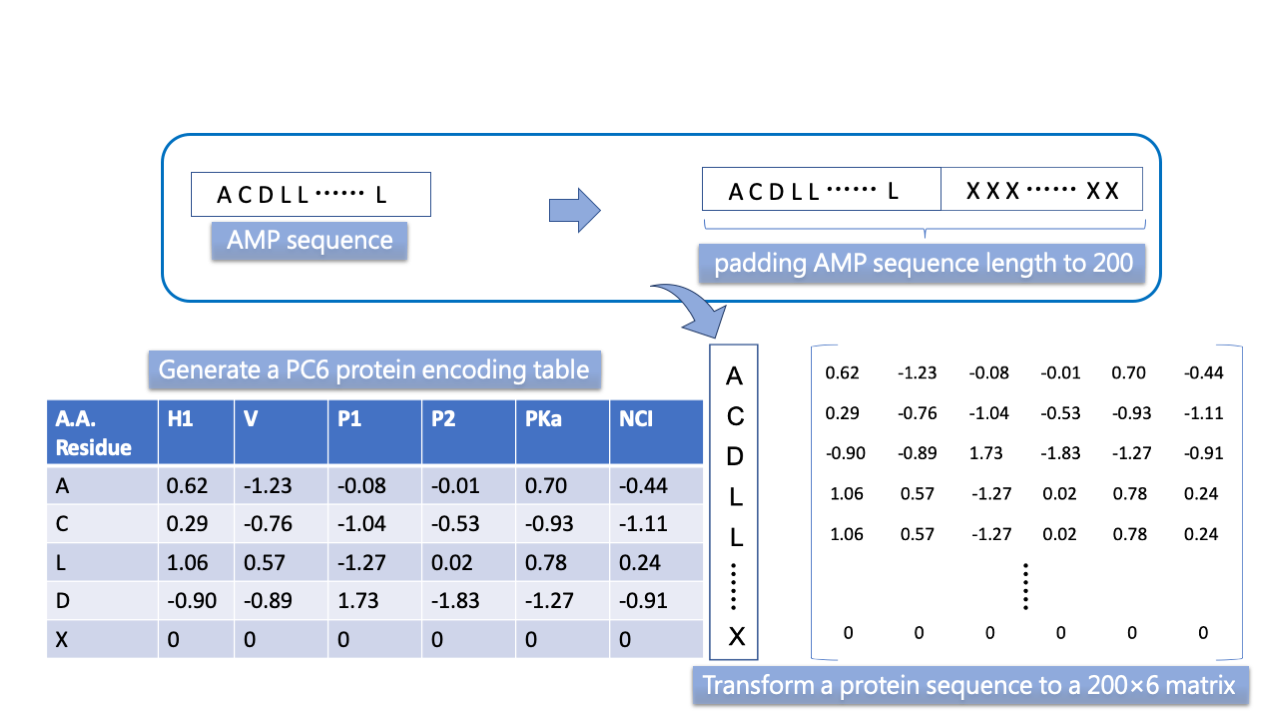 A C D L L ...... L
AMP sequence
A C D L L ...... L X X X ...... X X
padding AMP sequence length to 200
Generate a PC6 protein encoding table
A.A. Residue H1 V P1 P2 PKa NCI
A 0.62 -1.23 -0.08 -0.01 0.70 -0.44
C 0.29 -0.76 -1.04 -0.53 -0.93 -1.11
L 1.06 0.57 -1.27 0.02 0.78 0.24
D -0.90 -0.89 1.73 -1.83 -1.27 -0.91
X 0 0 0 0 0 0
A 0.62 -1.23 -0.08 -0.01 0.70 -0.44
C 0.29 -0.76 -1.04 -0.53 -0.93 -1.11
D -0.90 -0.89 1.73 -1.83 -1.27 -0.91
L 1.06 0.57 -1.27 0.02 0.78 0.24
L 1.06 0.57 -1.27 0.02 0.78 0.24
...... ......
X 0 0 0 0 0 0
Transform a protein sequence to a 200×6 matrix